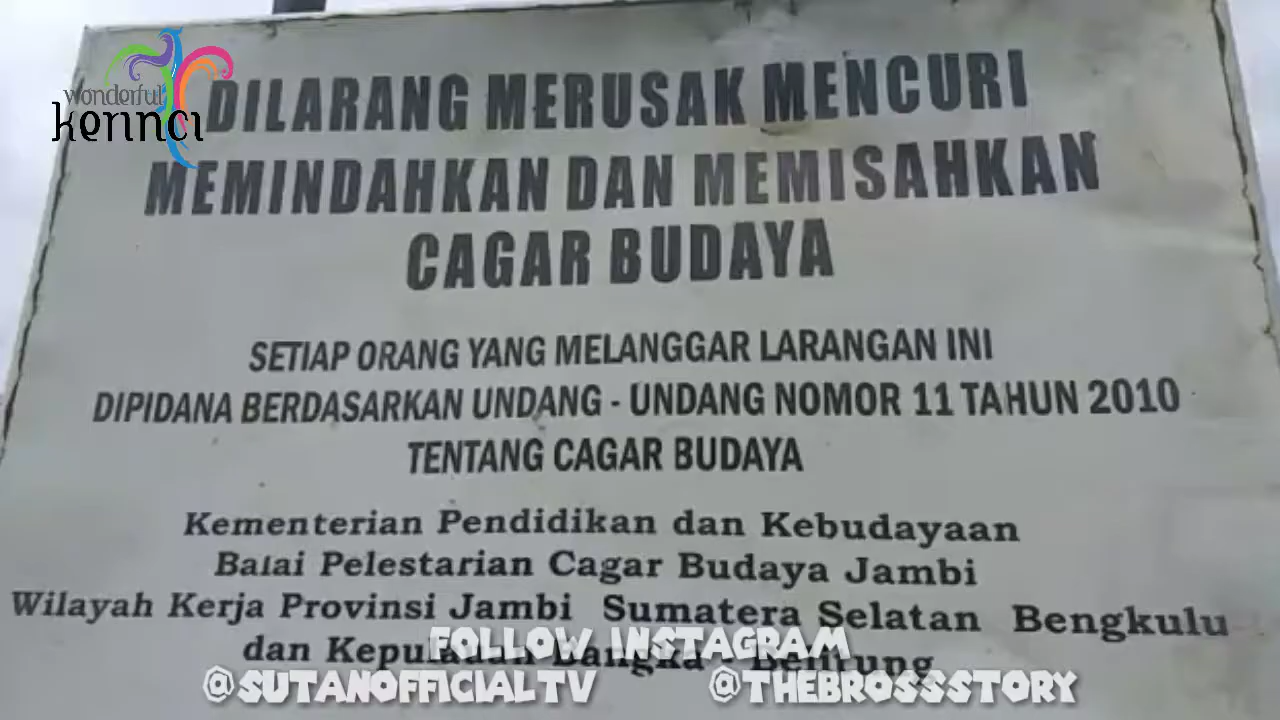 wonderful
kerinci
DILARANG MERUSAK MENCURI
MEMINDAHKAN DAN MEMISAHKAN
CAGAR BUDAYA
SETIAP ORANG YANG MELANGGAR LARANGAN INI
DIPIDANA BERDASARKAN UNDANG - UNDANG NOMOR 11 TAHUN 2010
TENTANG CAGAR BUDAYA
Kementerian Pendidikan dan Kebudayaan
Balai Pelestarian Cagar Budaya Jambi
Wilayah Kerja Provinsi Jambi Sumatera Selatan Bengkulu
dan Kepulauan Bangka - Belitung
FOLLOW INSTAGRAM
@SUTANOFFICIALTV @THEBROSSSTORY